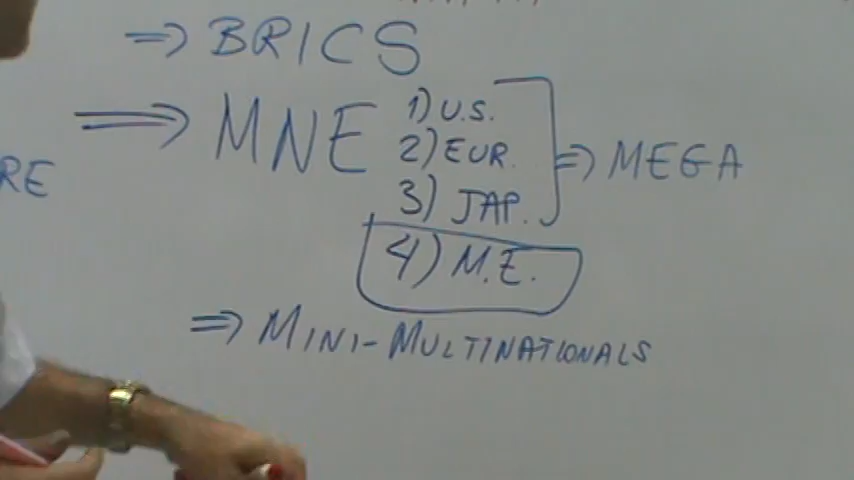 ⇒ BRICS
⇒ MNE
1) U.S.
2) EUR.
3) JAP.
⇒ MEGA
4) M.E.
RE
⇒ MINI-MULTINATIONALS